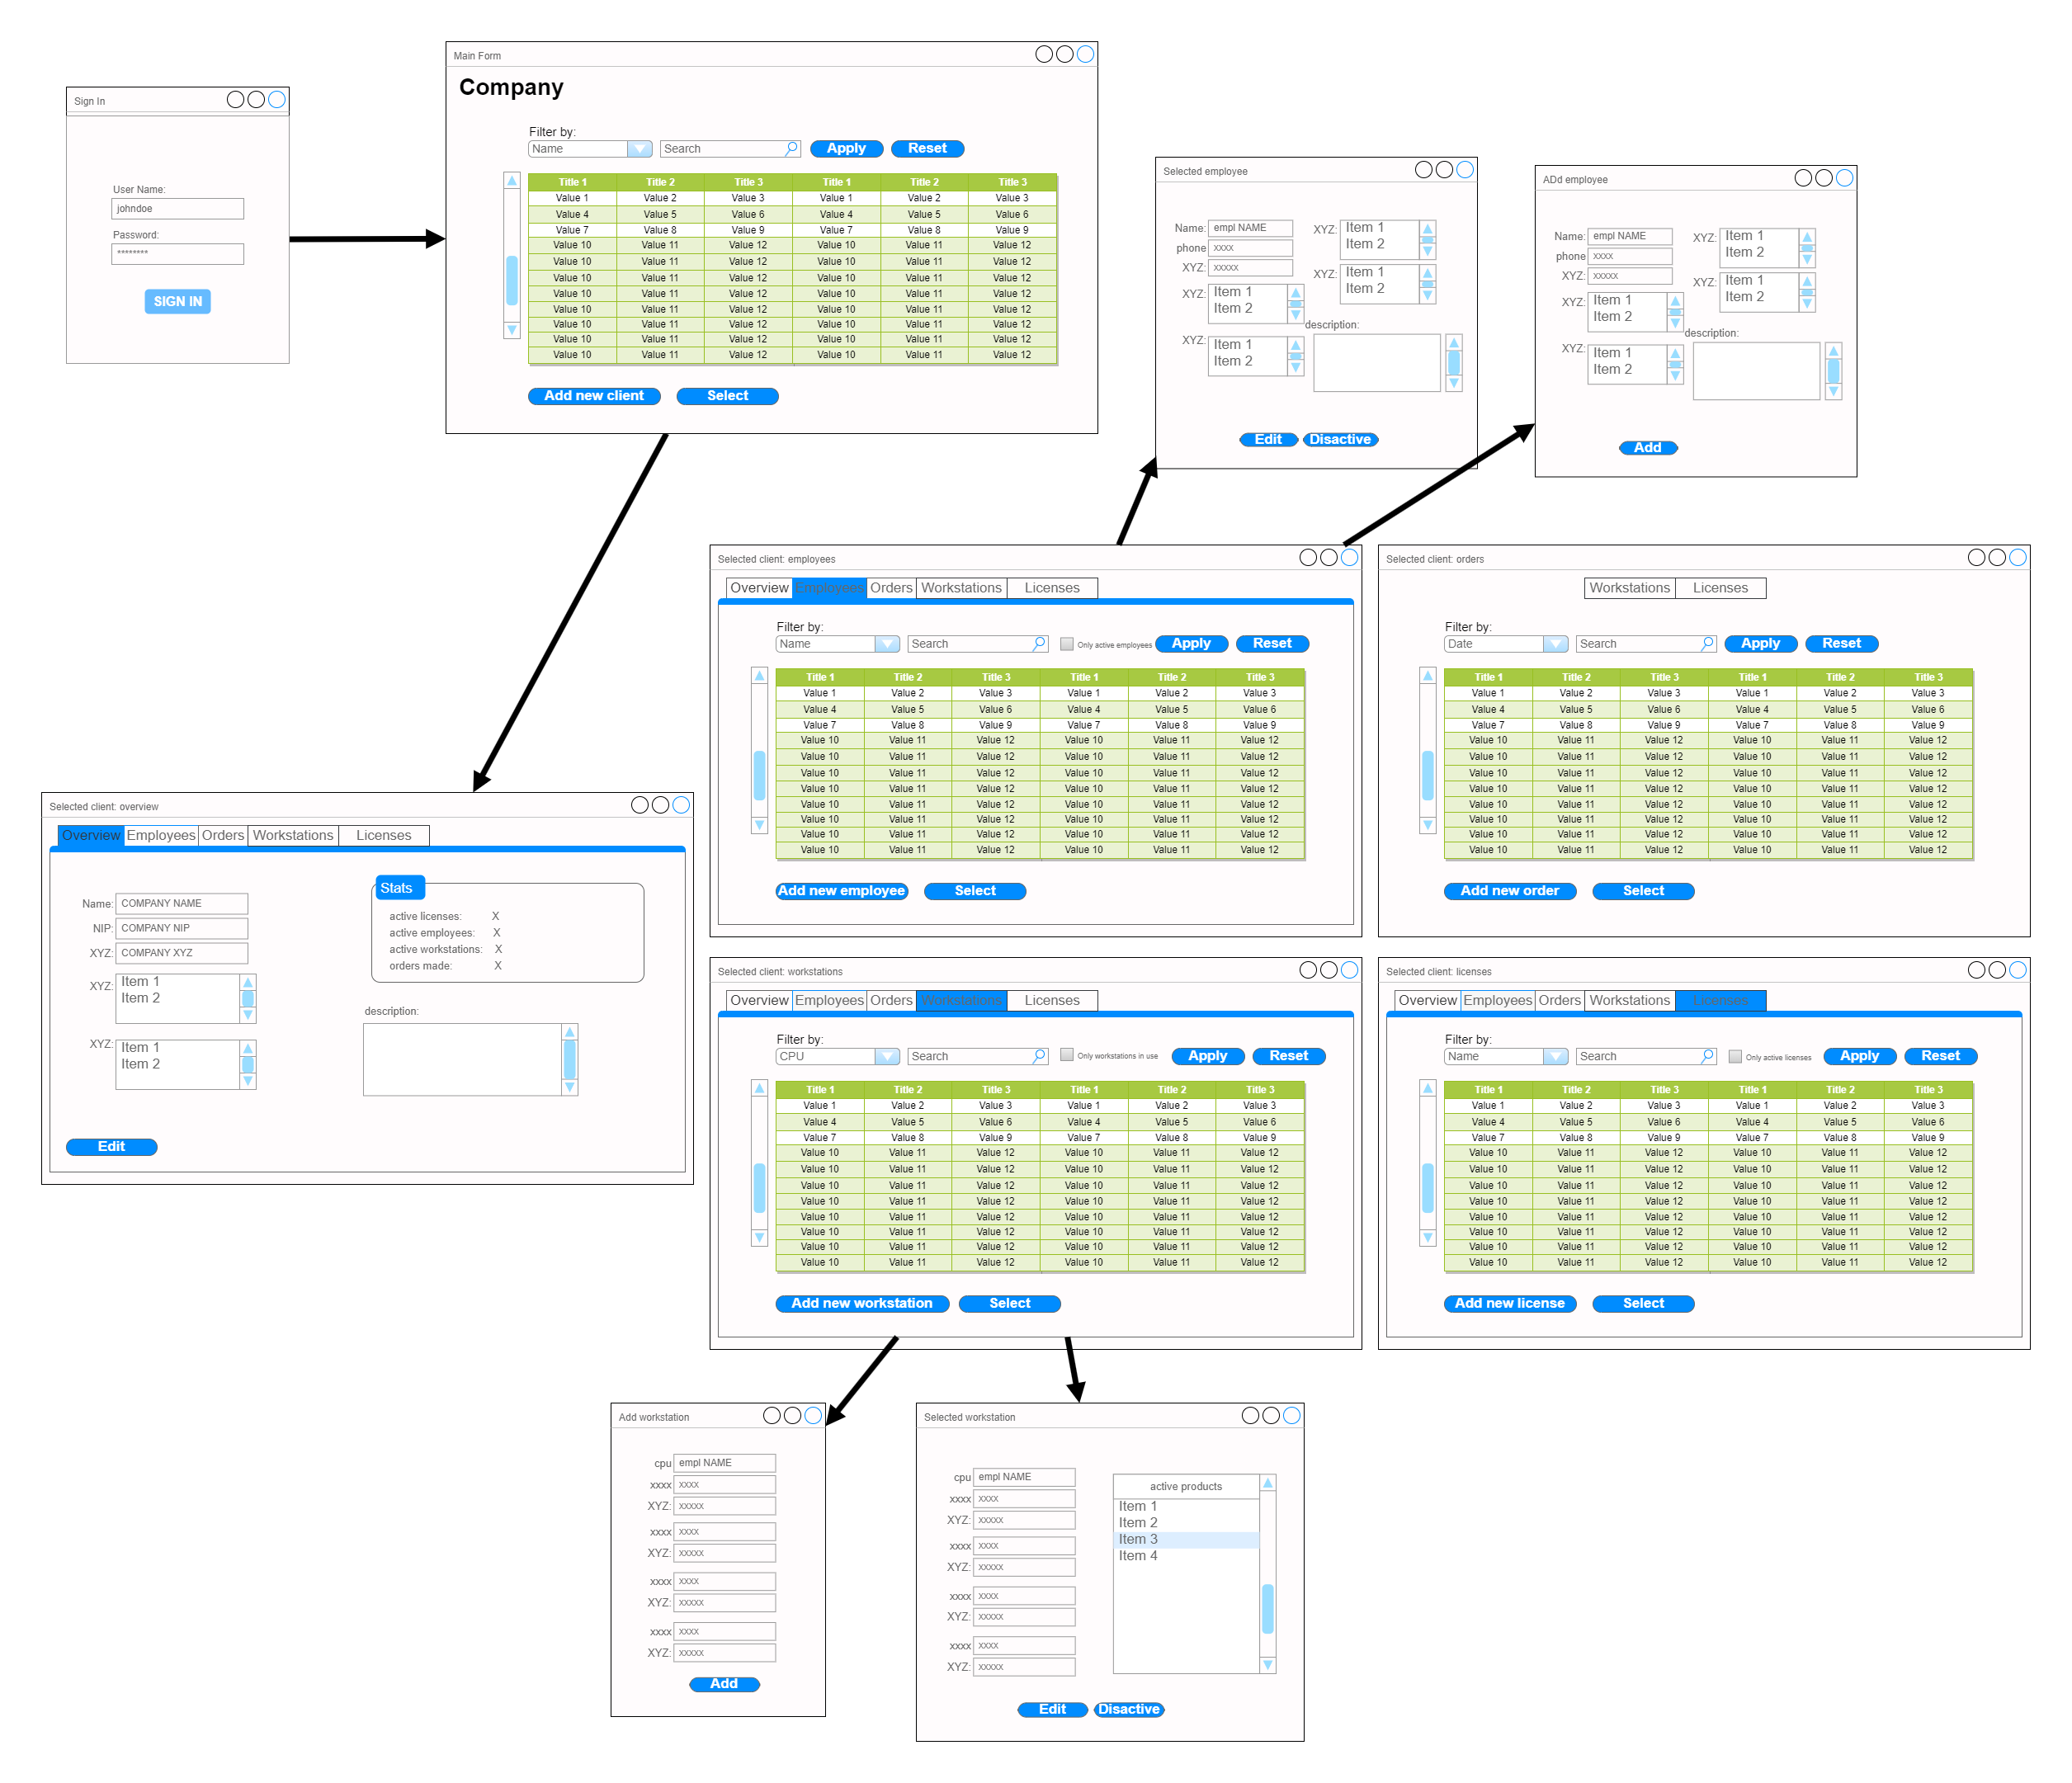 Sign In
User Name:
johndoe
Password:
********
SIGN IN
Main Form
Company
Filter by:
Name Search Apply Reset
Title 1 Title 2 Title 3 Title 1 Title 2 Title 3
Value 1 Value 2 Value 3 Value 1 Value 2 Value 3
Value 4 Value 5 Value 6 Value 4 Value 5 Value 6
Value 7 Value 8 Value 9 Value 7 Value 8 Value 9
Value 10 Value 11 Value 12 Value 10 Value 11 Value 12
Value 10 Value 11 Value 12 Value 10 Value 11 Value 12
Value 10 Value 11 Value 12 Value 10 Value 11 Value 12
Value 10 Value 11 Value 12 Value 10 Value 11 Value 12
Value 10 Value 11 Value 12 Value 10 Value 11 Value 12
Value 10 Value 11 Value 12 Value 10 Value 11 Value 12
Value 10 Value 11 Value 12 Value 10 Value 11 Value 12
Value 10 Value 11 Value 12 Value 10 Value 11 Value 12
Add new client Select
Selected employee
Name: empl NAME
phone xxxx
XYZ: xxxxx
XYZ: Item 1
Item 2
XYZ: Item 1
Item 2
XYZ: Item 1
Item 2
XYZ: Item 1
Item 2
description:
Edit Disactive
ADd employee
Name: empl NAME
phone xxxx
XYZ: xxxxx
XYZ: Item 1
Item 2
XYZ: Item 1
Item 2
XYZ: Item 1
Item 2
XYZ: Item 1
Item 2
description:
Add
Selected client: overview
Overview Employees Orders Workstations Licenses
Name: COMPANY NAME
NIP: COMPANY NIP
XYZ: COMPANY XYZ
XYZ: Item 1
Item 2
XYZ: Item 1
Item 2
Stats
active licenses: X
active employees: X
active workstations: X
orders made: X
description:
Edit
Selected client: employees
Overview Employees Orders Workstations Licenses
Filter by:
Name Search Only active employees Apply Reset
Title 1 Title 2 Title 3 Title 1 Title 2 Title 3
Value 1 Value 2 Value 3 Value 1 Value 2 Value 3
Value 4 Value 5 Value 6 Value 4 Value 5 Value 6
Value 7 Value 8 Value 9 Value 7 Value 8 Value 9
Value 10 Value 11 Value 12 Value 10 Value 11 Value 12
Value 10 Value 11 Value 12 Value 10 Value 11 Value 12
Value 10 Value 11 Value 12 Value 10 Value 11 Value 12
Value 10 Value 11 Value 12 Value 10 Value 11 Value 12
Value 10 Value 11 Value 12 Value 10 Value 11 Value 12
Value 10 Value 11 Value 12 Value 10 Value 11 Value 12
Value 10 Value 11 Value 12 Value 10 Value 11 Value 12
Value 10 Value 11 Value 12 Value 10 Value 11 Value 12
Add new employee Select
Selected client: orders
Workstations Licenses
Filter by:
Date Search Apply Reset
Title 1 Title 2 Title 3 Title 1 Title 2 Title 3
Value 1 Value 2 Value 3 Value 1 Value 2 Value 3
Value 4 Value 5 Value 6 Value 4 Value 5 Value 6
Value 7 Value 8 Value 9 Value 7 Value 8 Value 9
Value 10 Value 11 Value 12 Value 10 Value 11 Value 12
Value 10 Value 11 Value 12 Value 10 Value 11 Value 12
Value 10 Value 11 Value 12 Value 10 Value 11 Value 12
Value 10 Value 11 Value 12 Value 10 Value 11 Value 12
Value 10 Value 11 Value 12 Value 10 Value 11 Value 12
Value 10 Value 11 Value 12 Value 10 Value 11 Value 12
Value 10 Value 11 Value 12 Value 10 Value 11 Value 12
Value 10 Value 11 Value 12 Value 10 Value 11 Value 12
Add new order Select
Selected client: workstations
Overview Employees Orders Workstations Licenses
Filter by:
CPU Search Only workstations in use Apply Reset
Title 1 Title 2 Title 3 Title 1 Title 2 Title 3
Value 1 Value 2 Value 3 Value 1 Value 2 Value 3
Value 4 Value 5 Value 6 Value 4 Value 5 Value 6
Value 7 Value 8 Value 9 Value 7 Value 8 Value 9
Value 10 Value 11 Value 12 Value 10 Value 11 Value 12
Value 10 Value 11 Value 12 Value 10 Value 11 Value 12
Value 10 Value 11 Value 12 Value 10 Value 11 Value 12
Value 10 Value 11 Value 12 Value 10 Value 11 Value 12
Value 10 Value 11 Value 12 Value 10 Value 11 Value 12
Value 10 Value 11 Value 12 Value 10 Value 11 Value 12
Value 10 Value 11 Value 12 Value 10 Value 11 Value 12
Value 10 Value 11 Value 12 Value 10 Value 11 Value 12
Add new workstation Select
Selected client: licenses
Overview Employees Orders Workstations Licenses
Filter by:
Name Search Only active licenses Apply Reset
Title 1 Title 2 Title 3 Title 1 Title 2 Title 3
Value 1 Value 2 Value 3 Value 1 Value 2 Value 3
Value 4 Value 5 Value 6 Value 4 Value 5 Value 6
Value 7 Value 8 Value 9 Value 7 Value 8 Value 9
Value 10 Value 11 Value 12 Value 10 Value 11 Value 12
Value 10 Value 11 Value 12 Value 10 Value 11 Value 12
Value 10 Value 11 Value 12 Value 10 Value 11 Value 12
Value 10 Value 11 Value 12 Value 10 Value 11 Value 12
Value 10 Value 11 Value 12 Value 10 Value 11 Value 12
Value 10 Value 11 Value 12 Value 10 Value 11 Value 12
Value 10 Value 11 Value 12 Value 10 Value 11 Value 12
Value 10 Value 11 Value 12 Value 10 Value 11 Value 12
Add new license Select
Add workstation
cpu empl NAME
xxxx xxxx
XYZ: xxxxx
xxxx xxxx
XYZ: xxxxx
xxxx xxxx
XYZ: xxxxx
xxxx xxxx
XYZ: xxxxx
Add
Selected workstation
cpu empl NAME
xxxx xxxx
XYZ: xxxxx
xxxx xxxx
XYZ: xxxxx
xxxx xxxx
XYZ: xxxxx
xxxx xxxx
XYZ: xxxxx
active products
Item 1
Item 2
Item 3
Item 4
Edit Disactive